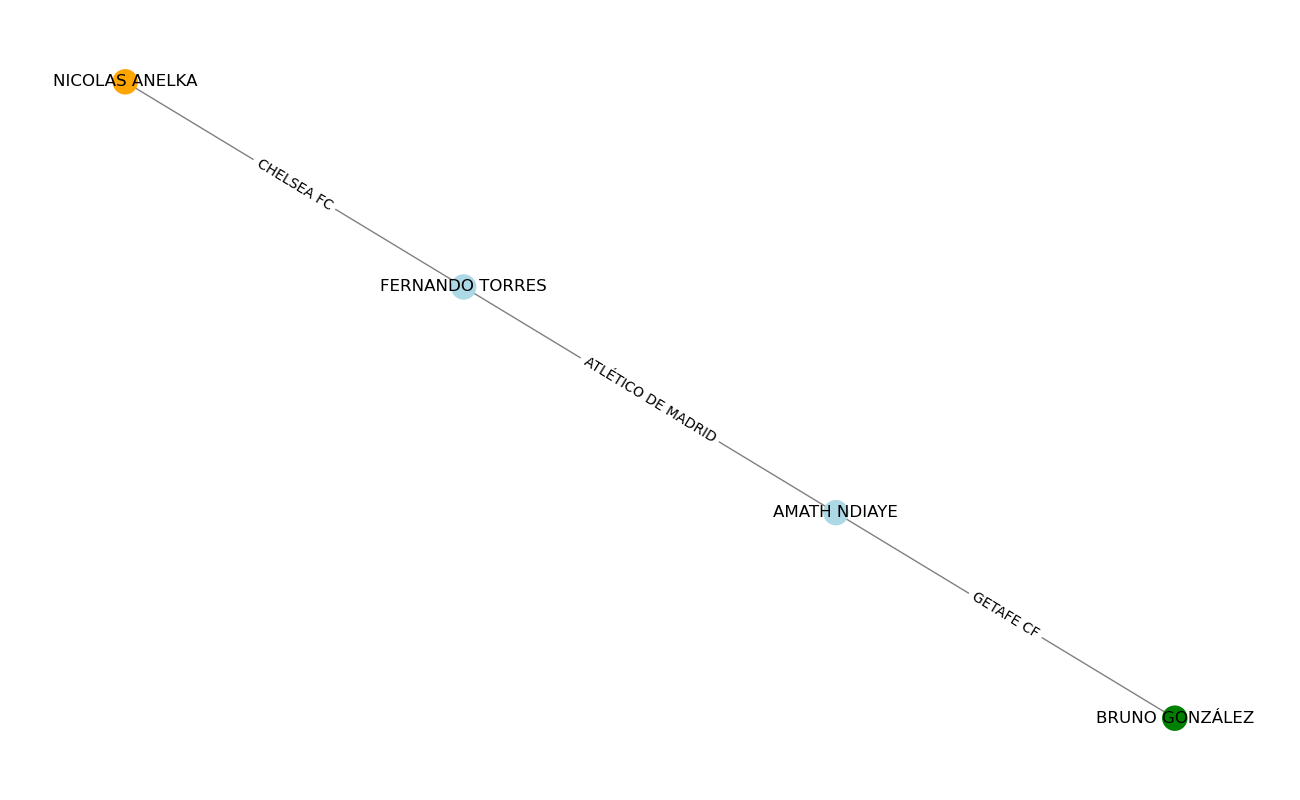 NICOLAS ANELKA
CHELSEA FC
FERNANDO TORRES
ATLÉTICO DE MADRID
AMATH NDIAYE
GETAFE CF
BRUNO GONZÁLEZ